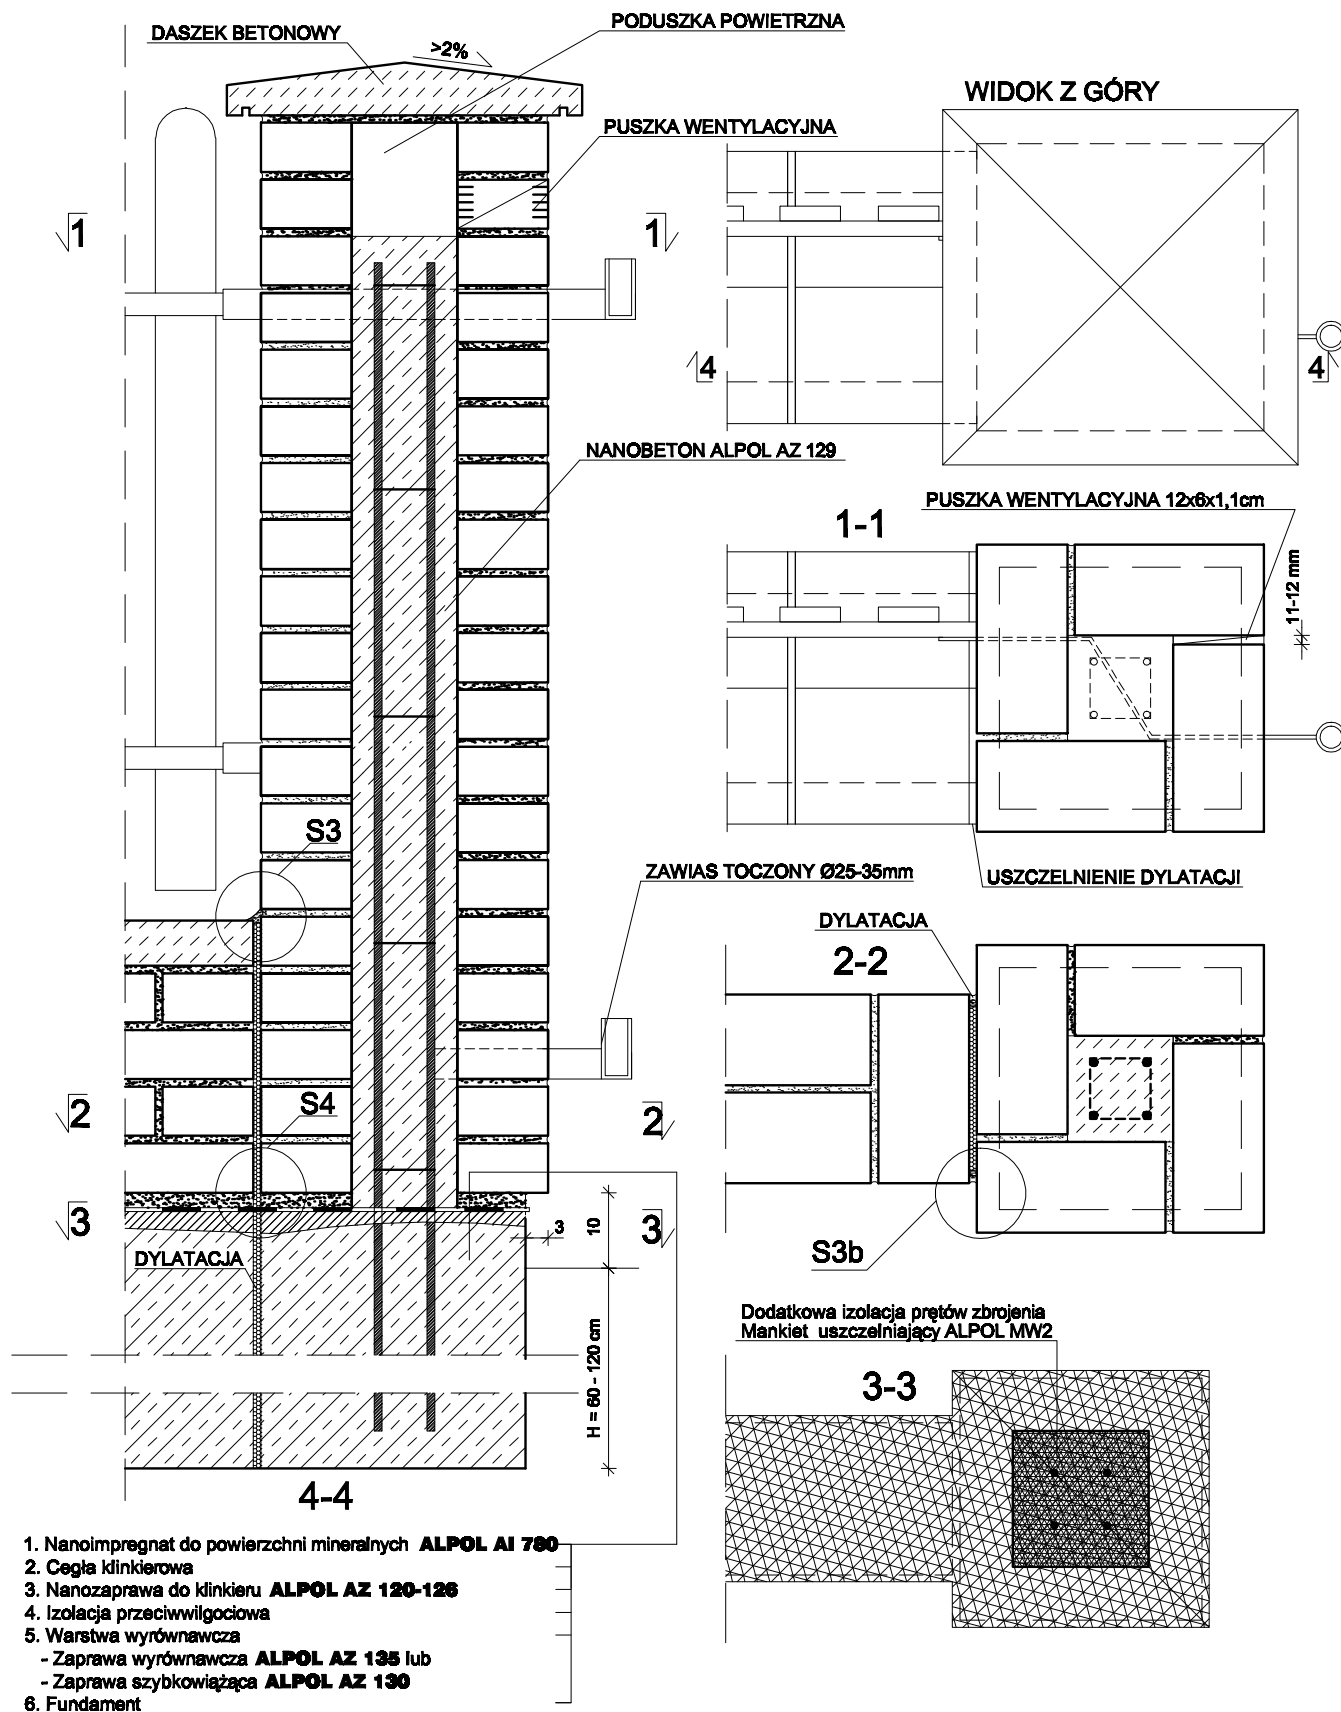 DASZEK BETONOWY
>2%
PODUSZKA POWIETRZNA
PUSZKA WENTYLACYJNA
1
1
NANOBETON ALPOL AZ 129
S3
ZAWIAS TOCZONY Ø25-35mm
S4
2
2
3
3
10
3
DYLATACJA
H = 60 - 120 cm
4-4
WIDOK Z GÓRY
4
4
PUSZKA WENTYLACYJNA 12x6x1,1cm
1-1
11-12 mm
USZCZELNIENIE DYLATACJI
DYLATACJA
2-2
S3b
Dodatkowa izolacja prętów zbrojenia
Mankiet uszczelniający ALPOL MW2
3-3
1. Nanoimpregnat do powierzchni mineralnych ALPOL AI 780
2. Cegła klinkierowa
3. Nanozaprawa do klinkieru ALPOL AZ 120-126
4. Izolacja przeciwwilgociowa
5. Warstwa wyrównawcza
- Zaprawa wyrównawcza ALPOL AZ 135 lub
- Zaprawa szybkowiążąca ALPOL AZ 130
6. Fundament